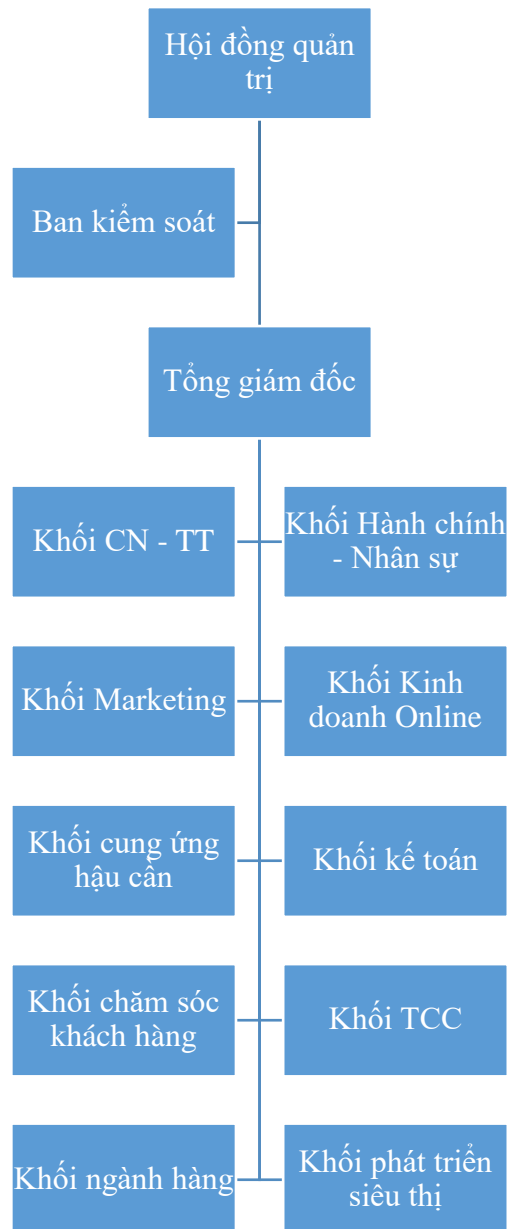 Hội đồng quản
trị
Ban kiểm soát
Tổng giám đốc
Khối CN - TT
Khối Hành chính
- Nhân sự
Khối Marketing
Khối Kinh
doanh Online
Khối cung ứng
hậu cần
Khối kế toán
Khối chăm sóc
khách hàng
Khối TCC
Khối ngành hàng
Khối phát triển
siêu thị